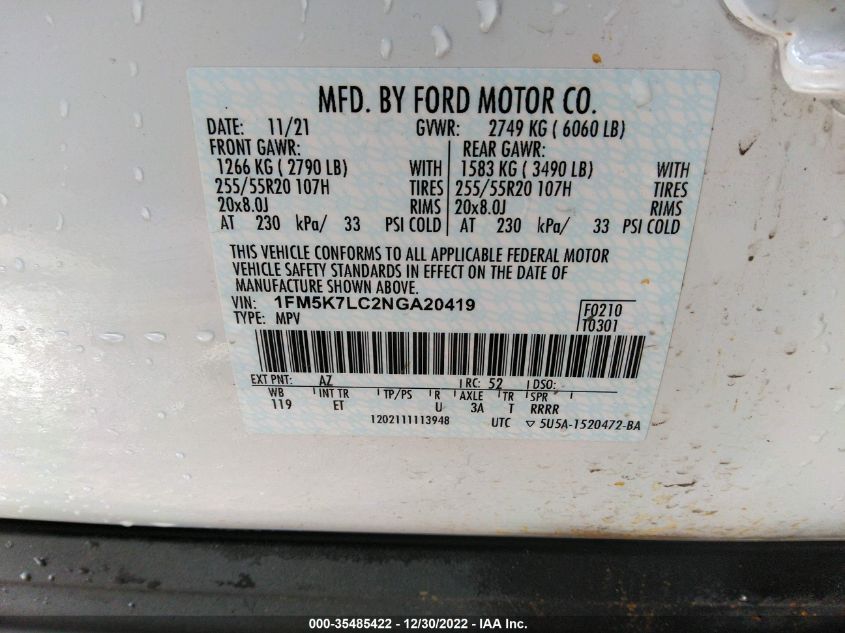 MFD. BY FORD MOTOR CO.
DATE: 11/21 GVWR: 2749 KG ( 6060 LB)
FRONT GAWR: REAR GAWR:
1266 KG ( 2790 LB) WITH 1583 KG ( 3490 LB) WITH
255/55R20 107H TIRES 255/55R20 107H TIRES
20x8.0J RIMS 20x8.0J RIMS
AT 230 kPa/ 33 PSI COLD AT 230 kPa/ 33 PSI COLD
THIS VEHICLE CONFORMS TO ALL APPLICABLE FEDERAL MOTOR
VEHICLE SAFETY STANDARDS IN EFFECT ON THE DATE OF
MANUFACTURE SHOWN ABOVE.
VIN: 1FM5K7LC2NGA20419 F0210
TYPE: MPV T0301
EXT PNT: AZ RC: 52 DSO:
WB INT TR TP/PS R AXLE TR SPR
119 ET U 3A T RRRR
1202111113948 UTC ▽ 5U5A-1520472-BA
000-35485422 - 12/30/2022 - IAA Inc.